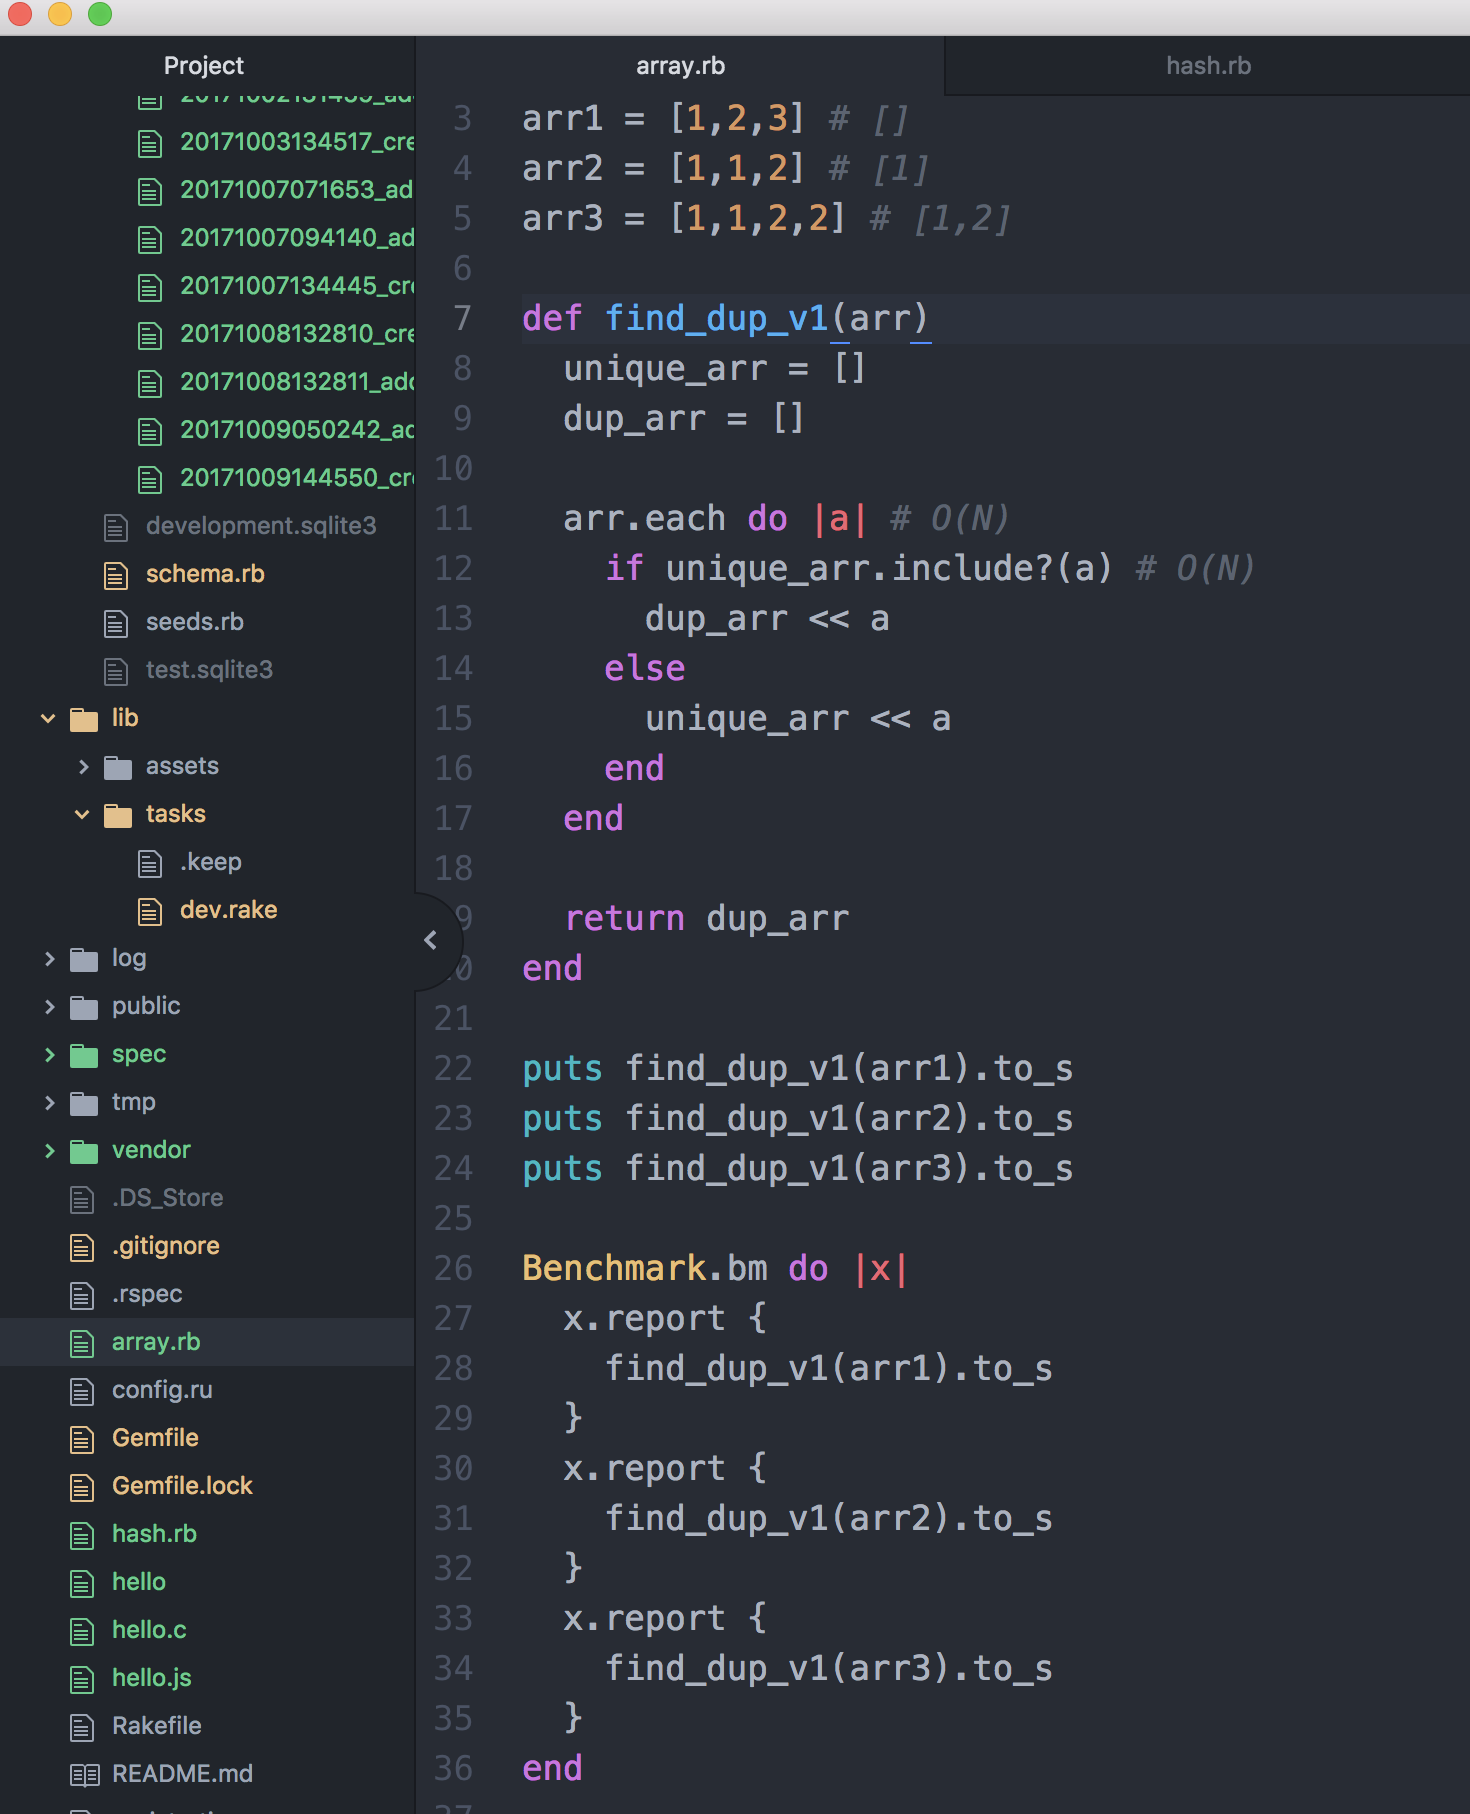 Project
20171003134517_cre
20171007071653_ad
20171007094140_ad
20171007134445_cre
20171008132810_cre
20171008132811_add
20171009050242_ad
20171009144550_cre
development.sqlite3
schema.rb
seeds.rb
test.sqlite3
lib
assets
tasks
.keep
dev.rake
log
public
spec
tmp
vendor
.DS_Store
.gitignore
.rspec
array.rb
config.ru
Gemfile
Gemfile.lock
hash.rb
hello
hello.c
hello.js
Rakefile
README.md
array.rb
hash.rb
3 arr1 = [1,2,3] # []
4 arr2 = [1,1,2] # [1]
5 arr3 = [1,1,2,2] # [1,2]
6
7 def find_dup_v1(arr)
8   unique_arr = []
9   dup_arr = []
10
11   arr.each do |a| # O(N)
12     if unique_arr.include?(a) # O(N)
13       dup_arr << a
14     else
15       unique_arr << a
16     end
17   end
18
9   return dup_arr
0 end
21
22 puts find_dup_v1(arr1).to_s
23 puts find_dup_v1(arr2).to_s
24 puts find_dup_v1(arr3).to_s
25
26 Benchmark.bm do |x|
27   x.report {
28     find_dup_v1(arr1).to_s
29   }
30   x.report {
31     find_dup_v1(arr2).to_s
32   }
33   x.report {
34     find_dup_v1(arr3).to_s
35   }
36 end